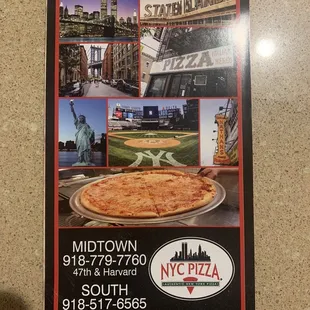 STATEN ISLAND
PIZZA
MIDTOWN
918-779-7760
47th & Harvard
NYC PIZZA
SOUTH
918-517-6565